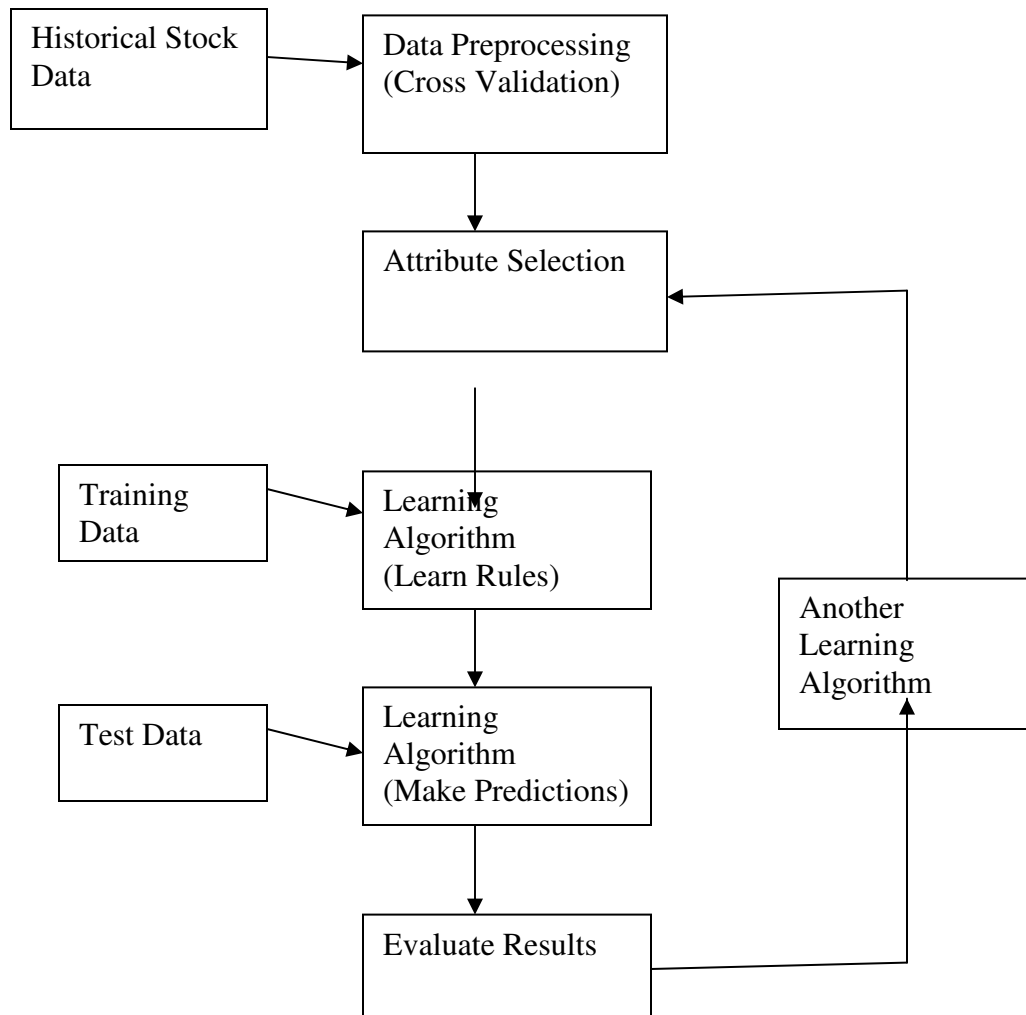 Historical Stock
Data
Data Preprocessing
(Cross Validation)
Attribute Selection
Training
Data
Learning
Algorithm
(Learn Rules)
Another
Learning
Algorithm
Test Data
Learning
Algorithm
(Make Predictions)
Evaluate Results